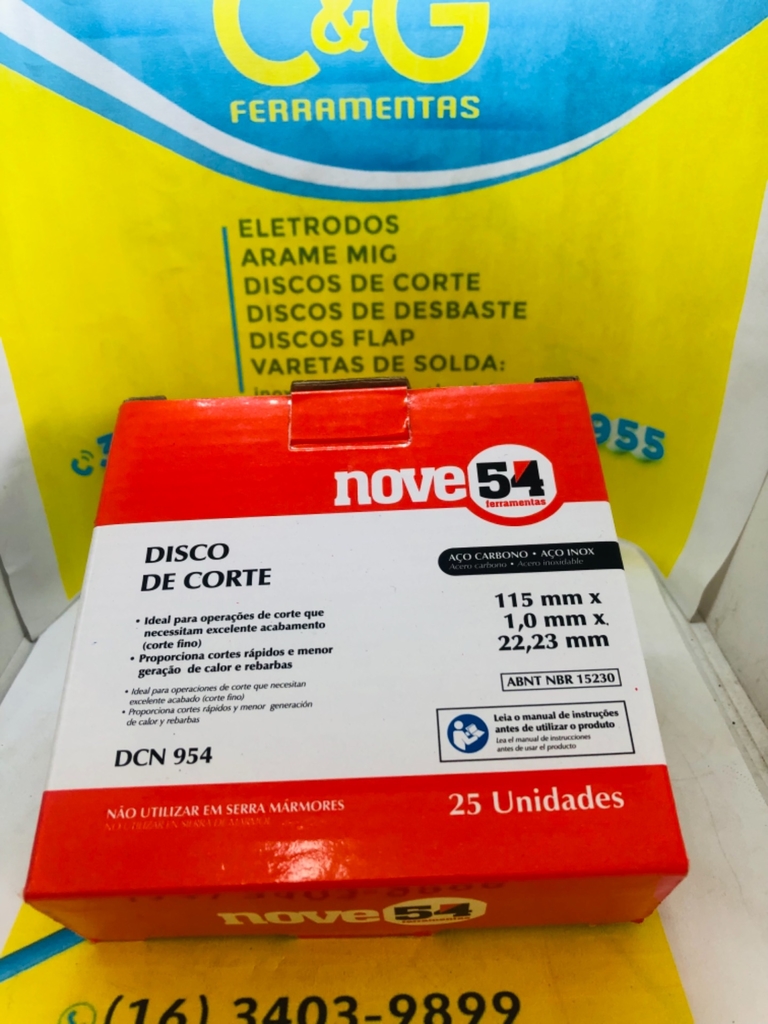 C&G
FERRAMENTAS
ELETRODOS
ARAME MIG
DISCOS DE CORTE
DISCOS DE DESBASTE
DISCOS FLAP
VARETAS DE SOLDA:
955
nove54
ferramentas
DISCO
DE CORTE
• Ideal para operações de corte que
necessitam excelente acabamento
(corte fino)
• Proporciona cortes rápidos e menor
geração de calor e rebarbas
• Ideal para operaciones de corte que necesitan
excelente acabado (corte fino)
• Proporciona cortes rápidos y menor generación
de calor y rebarbas
DCN 954
AÇO CARBONO • AÇO INOX
Acero carbono • Acero inoxidable
115 mm x
1,0 mm x
22,23 mm
ABNT NBR 15230
Leia o manual de instruções
antes de utilizar o produto
Lea el manual de instrucciones
antes de usar el producto
NÃO UTILIZAR EM SERRA MÁRMORES
25 Unidades
nove54
ferramentas
(16) 3403-9899